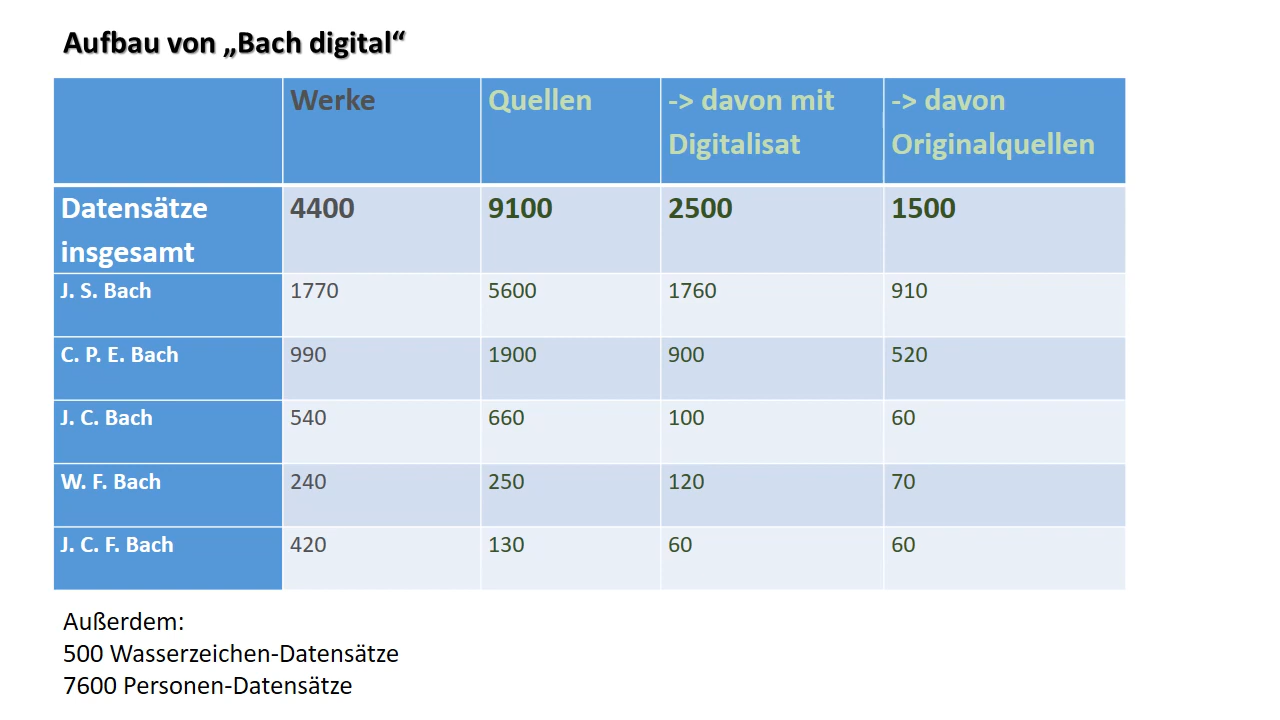 Aufbau von „Bach digital“
Werke Quellen -> davon mit Digitalisat -> davon Originalquellen
Datensätze insgesamt 4400 9100 2500 1500
J. S. Bach 1770 5600 1760 910
C. P. E. Bach 990 1900 900 520
J. C. Bach 540 660 100 60
W. F. Bach 240 250 120 70
J. C. F. Bach 420 130 60 60
Außerdem:
500 Wasserzeichen-Datensätze
7600 Personen-Datensätze